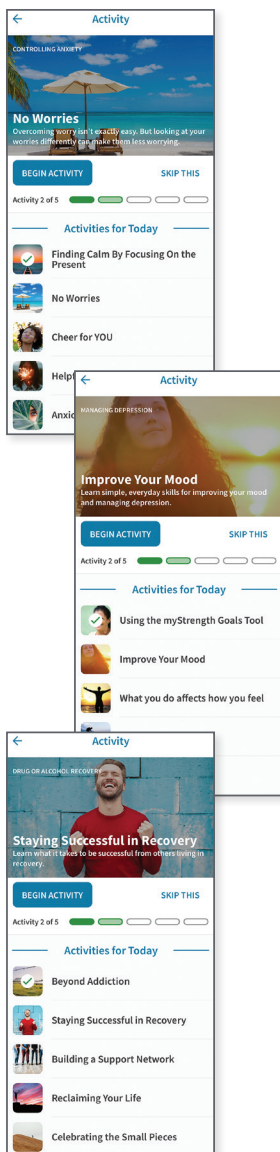 Activity
CONTROLLING ANXIETY
No Worries
Overcoming worry isn't exactly easy. But looking at your
worries differently can make them less worrying.
BEGIN ACTIVITY
SKIP THIS
Activity 2 of 5
Activities for Today
Finding Calm By Focusing On the
Present
No Worries
Cheer for YOU
Activity
MANAGING DEPRESSION
Improve Your Mood
Learn simple, everyday skills for improving your mood
and managing depression.
BEGIN ACTIVITY
SKIP THIS
Activity 2 of 5
Activities for Today
Using the myStrength Goals Tool
Improve Your Mood
What you do affects how you feel
Activity
DRUG OR ALCOHOL RECOVERY
Staying Successful in Recovery
Learn what it takes to be successful from others living in
recovery.
BEGIN ACTIVITY
SKIP THIS
Activity 2 of 5
Activities for Today
Beyond Addiction
Staying Successful in Recovery
Building a Support Network
Reclaiming Your Life
Celebrating the Small Pieces